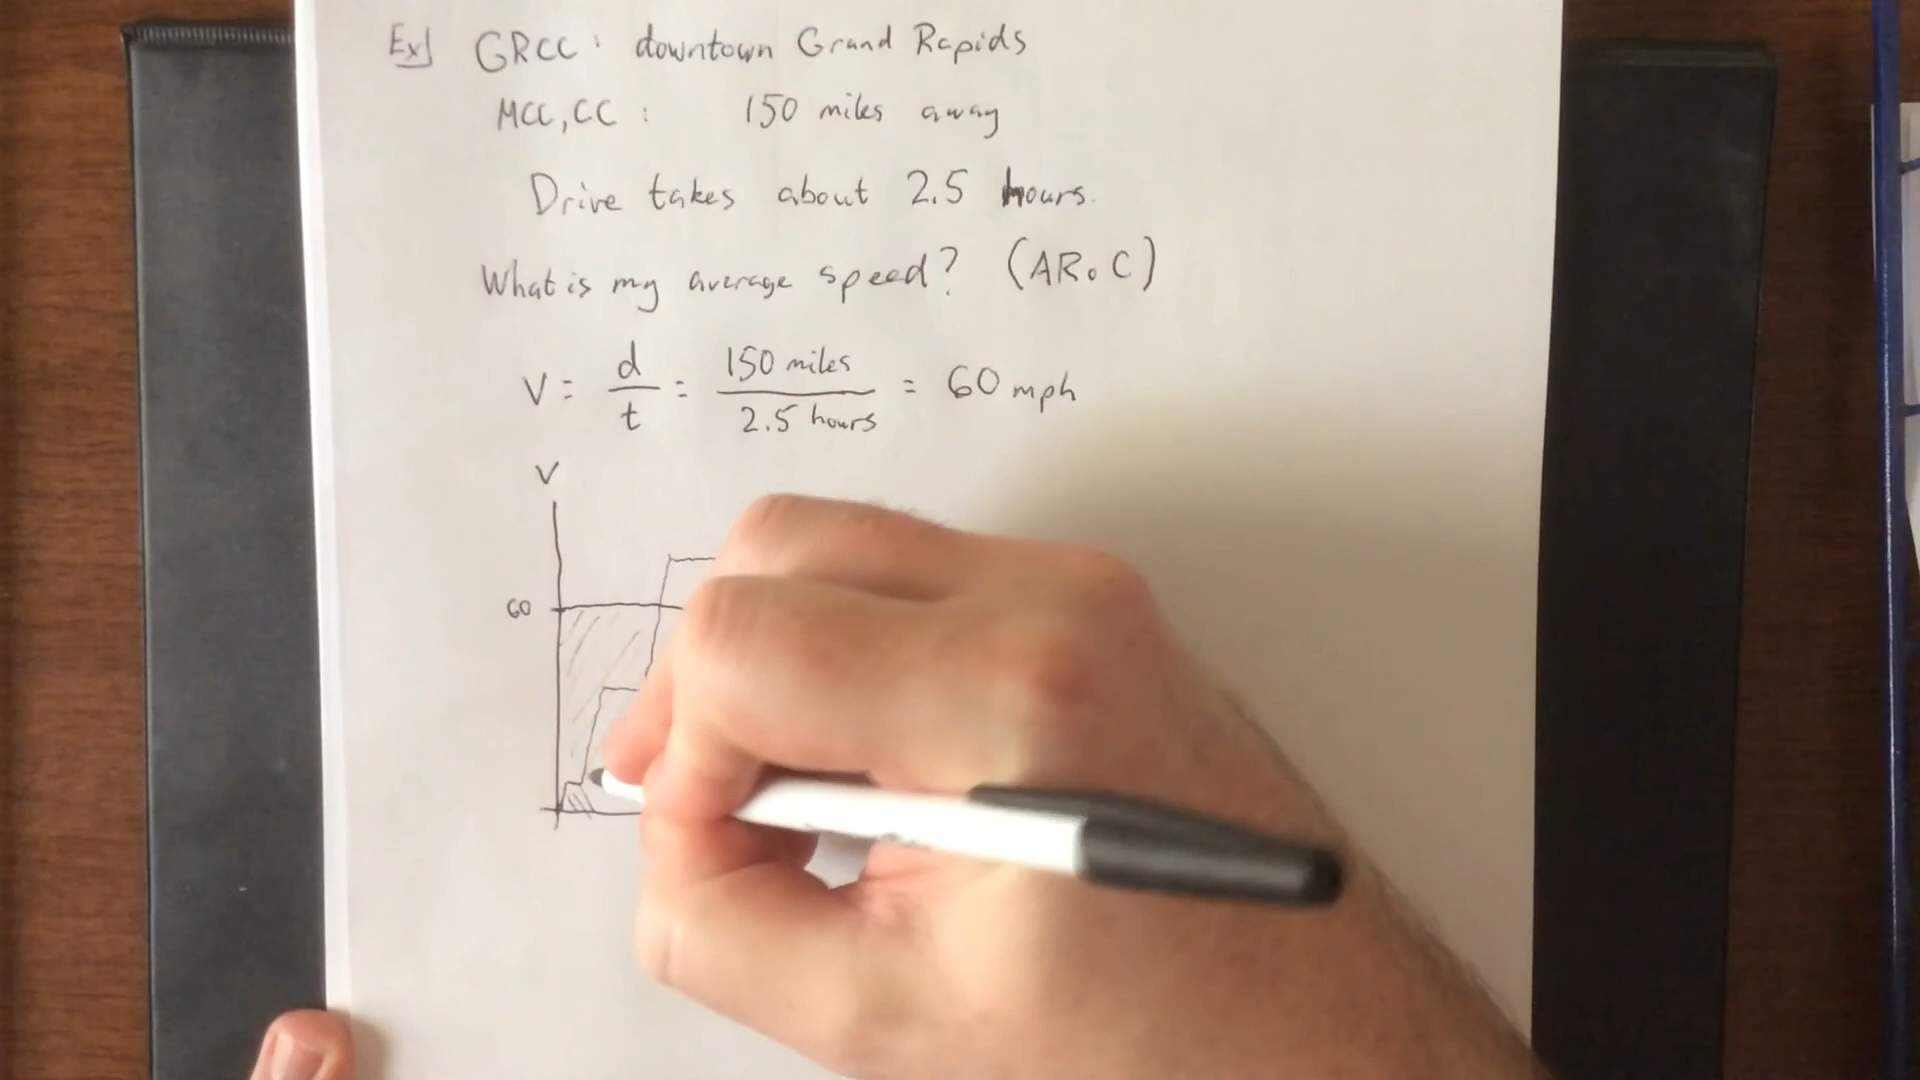 Ex] GRCC: downtown Grand Rapids
MCC, CC: 150 miles away
Drive takes about 2.5 hours.
What is my average speed? (ARoC)
V = d/t = 150 miles / 2.5 hours = 60 mph
V
60